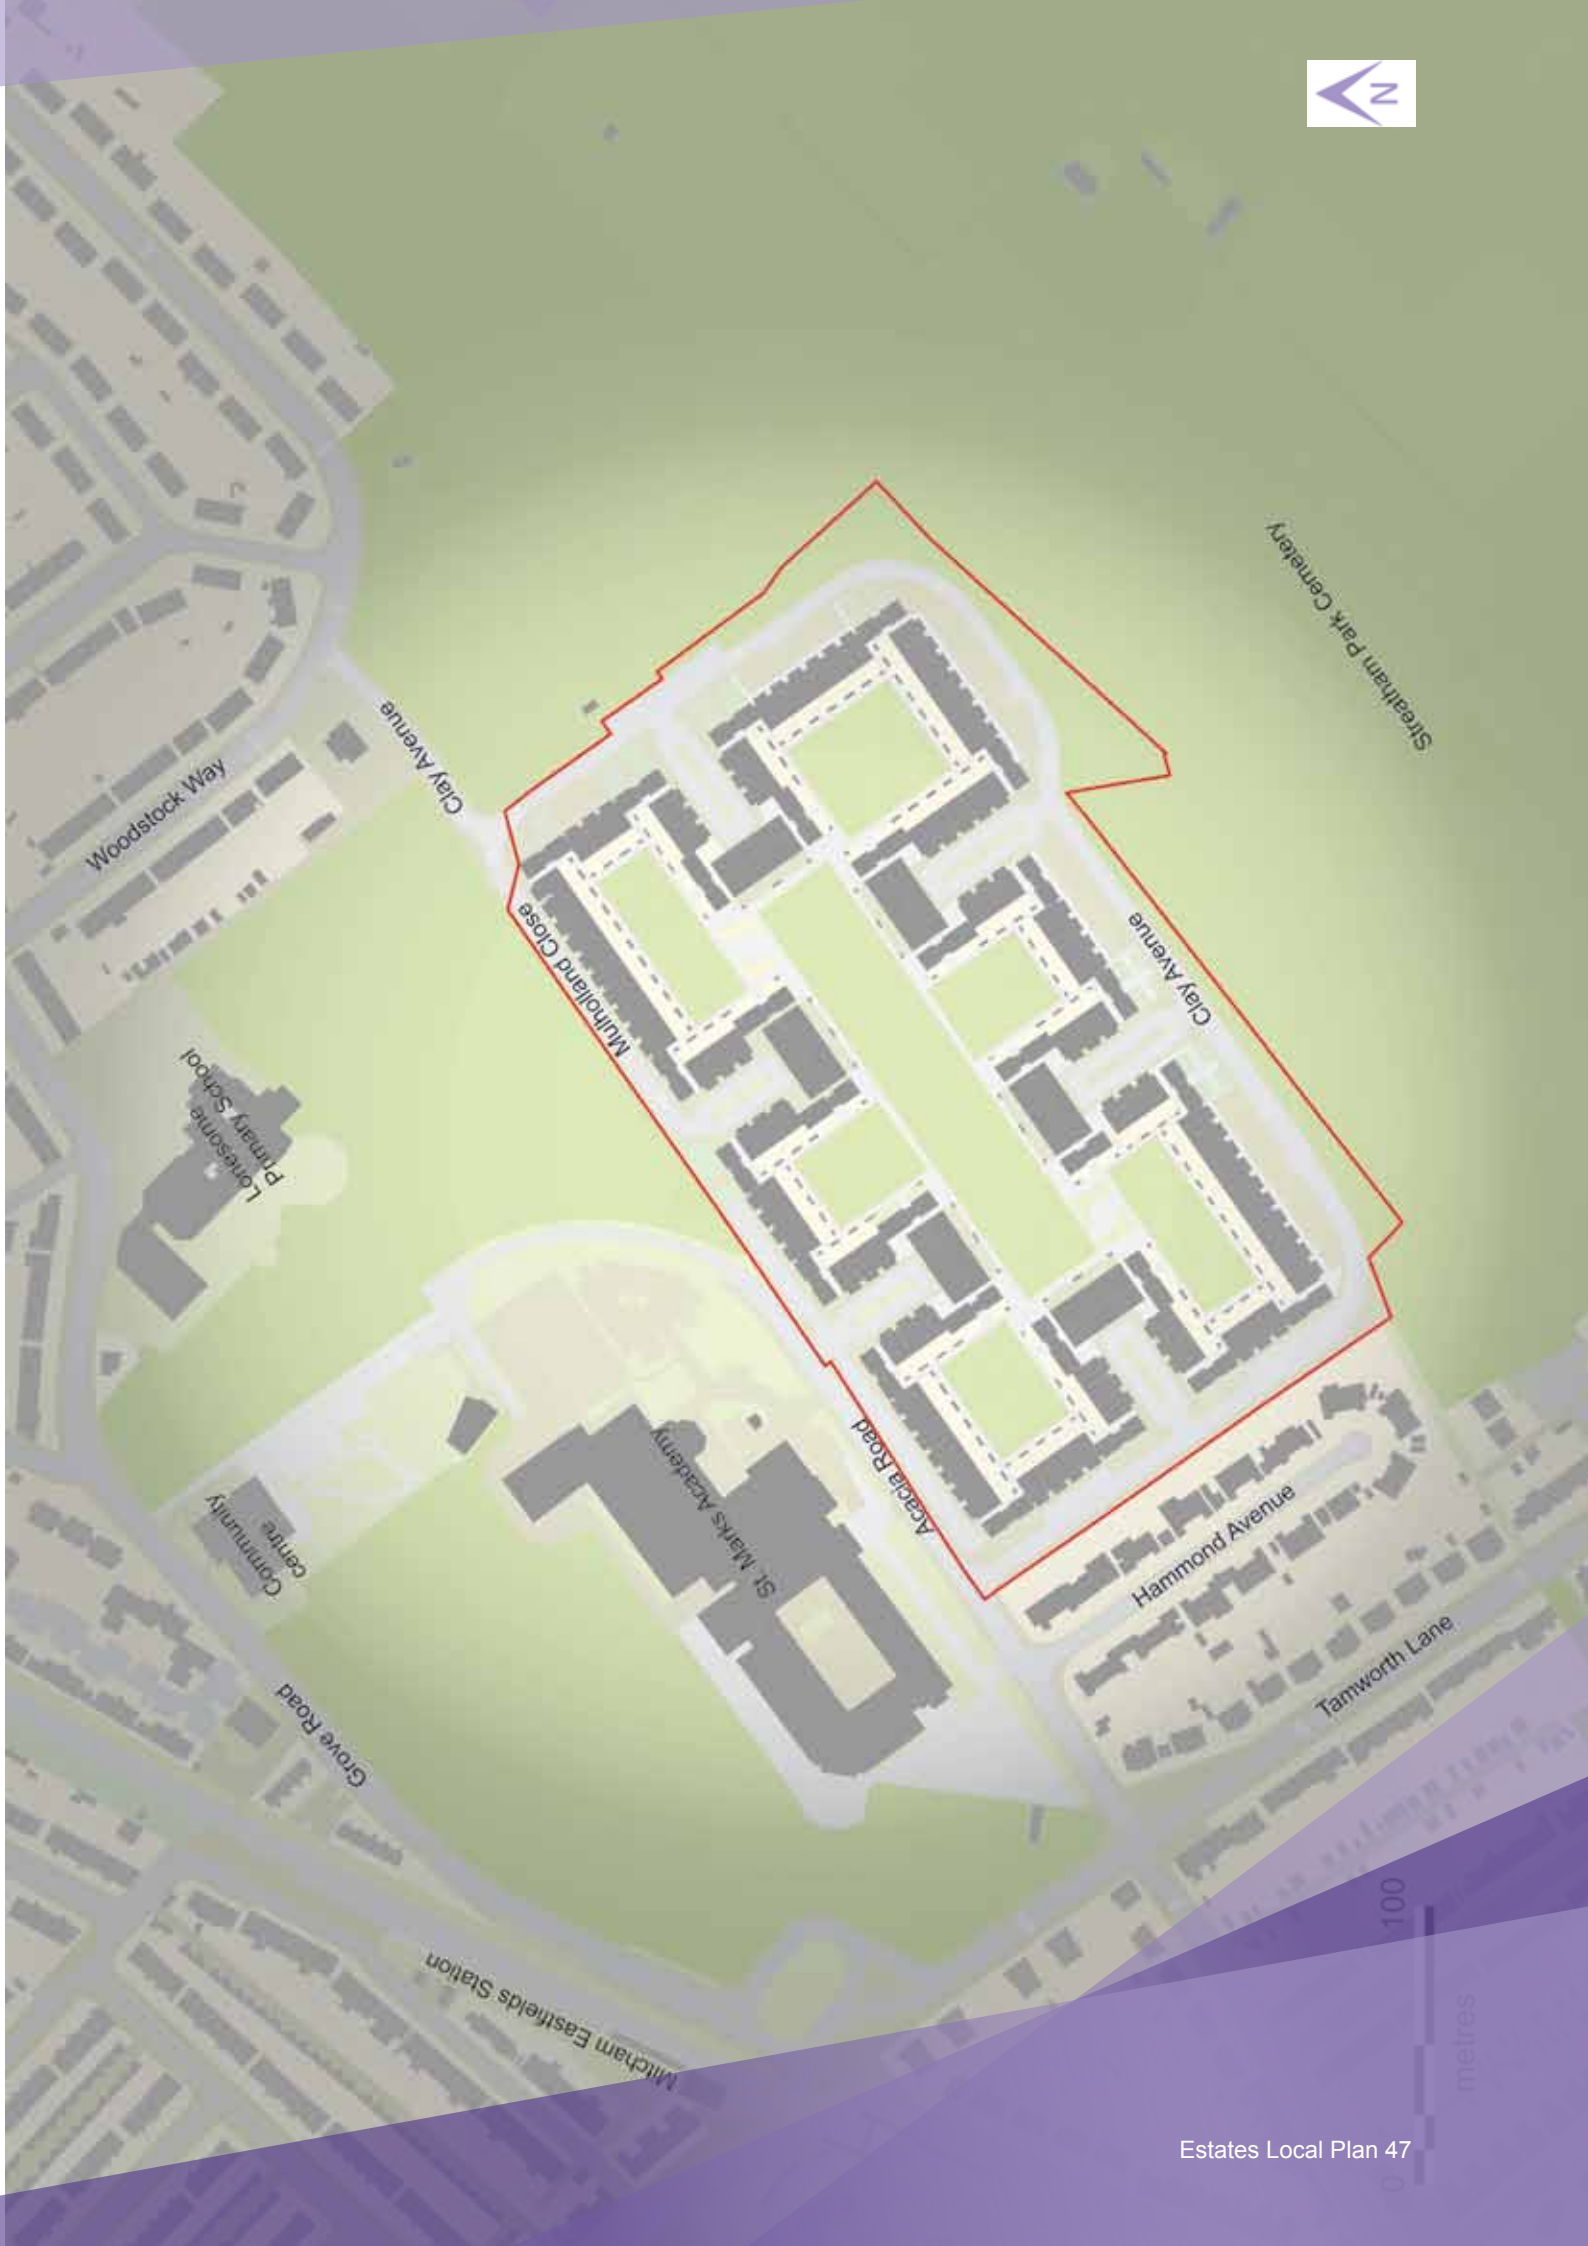 N
Streatham Park Cemetery
Clay Avenue
Woodstock Way
Mulholland Close
Clay Avenue
Lonesome
Primary School
Acacia Road
St. Marks Academy
Community
centre
Hammond Avenue
Tamworth Lane
Grove Road
Mitcham Eastfields Station
100
metres
0
Estates Local Plan 47